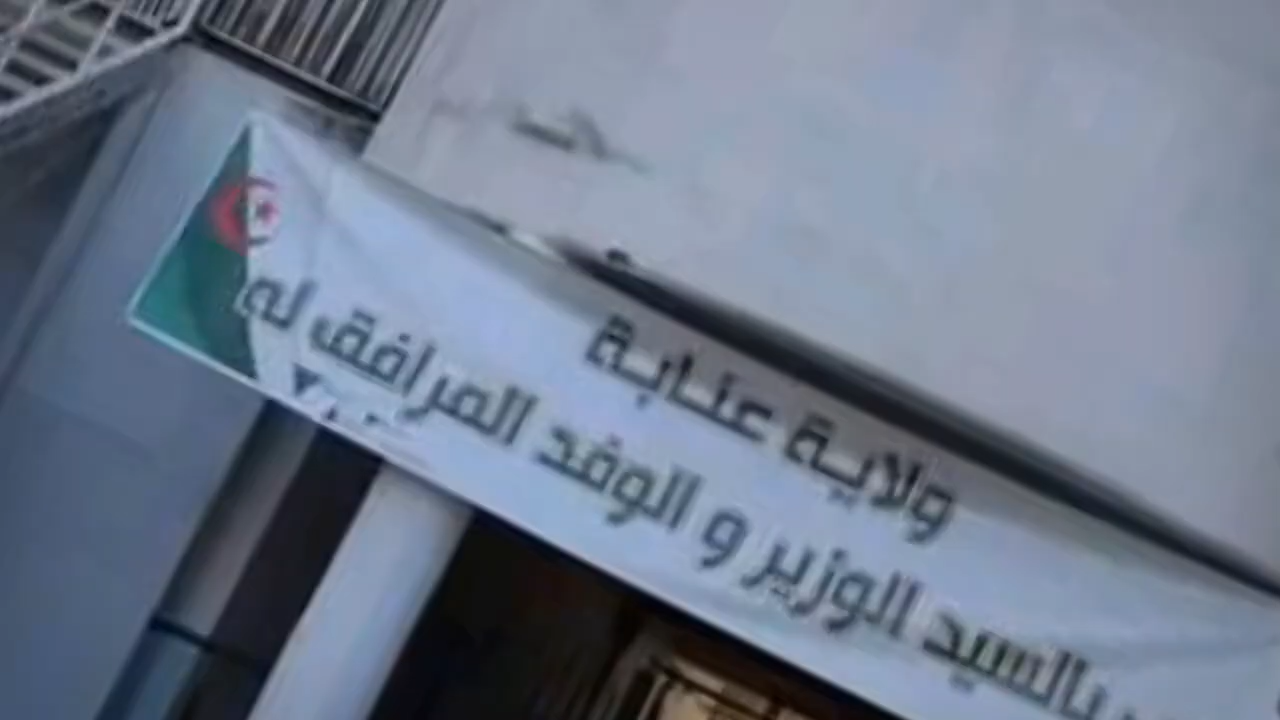 ولاية عنابة
بالسيد الوزير و الوفد المرافق له